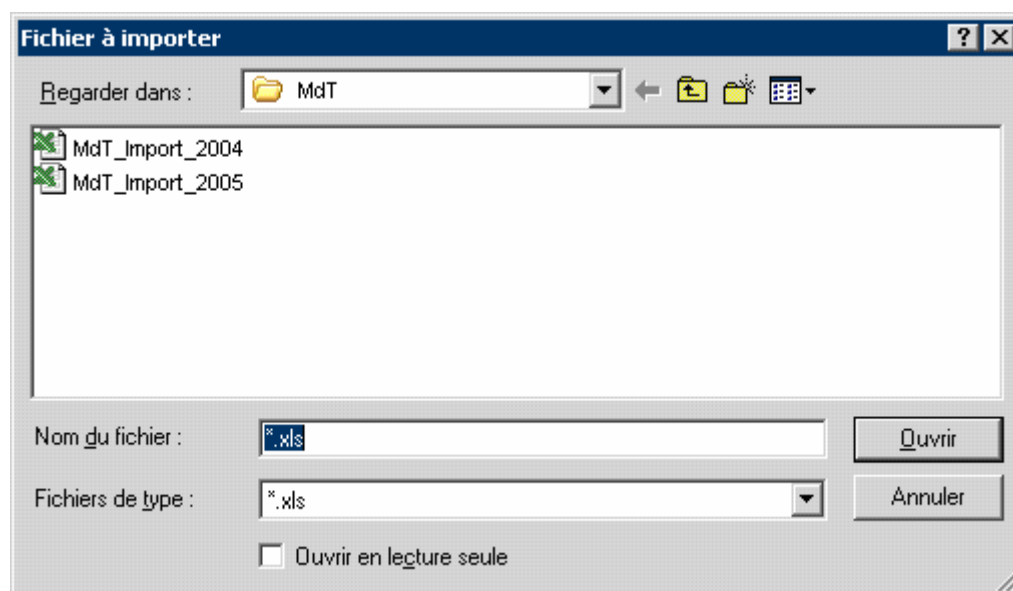 Fichier à importer
Regarder dans : MdT
MdT_Import_2004
MdT_Import_2005
Nom du fichier : *.xls Ouvrir
Fichiers de type : *.xls Annuler
Ouvrir en lecture seule